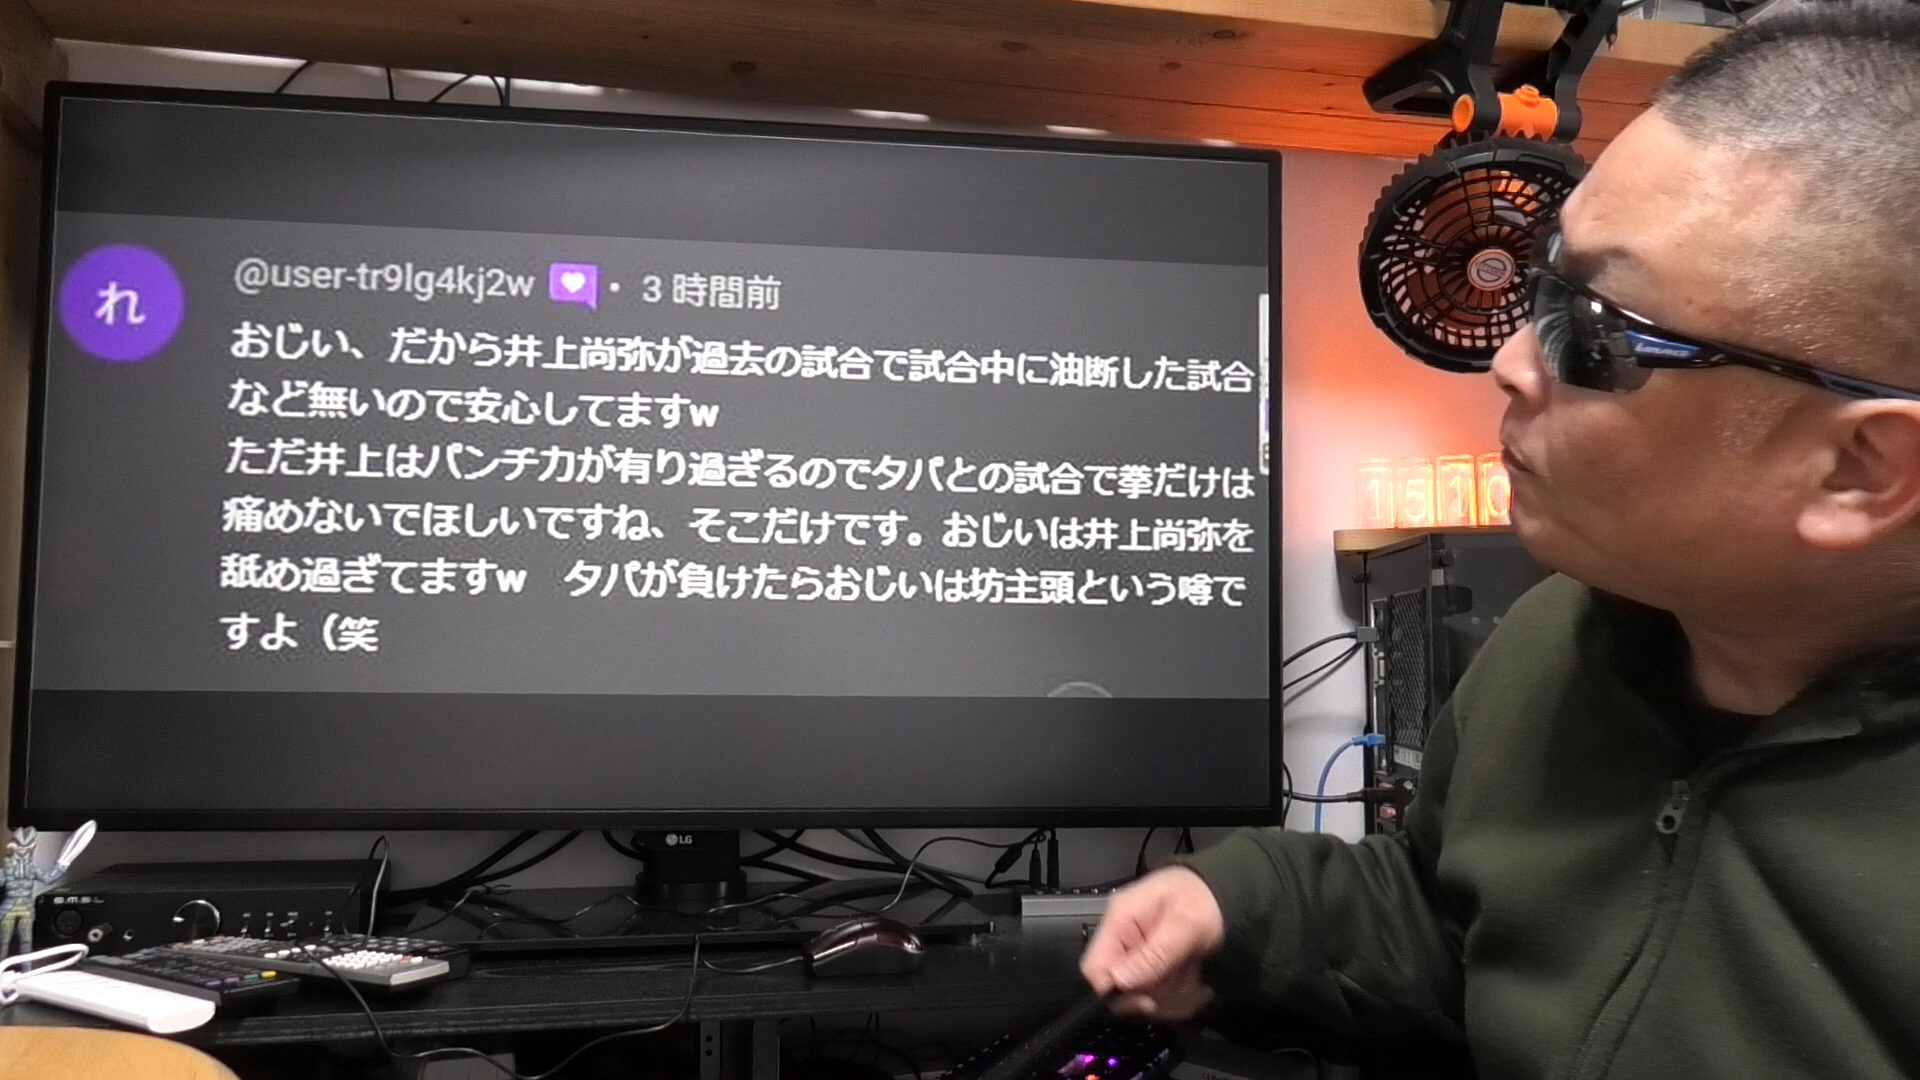 れ
@user-tr9lg4kj2w ・ 3 時間前
おじい、だから井上尚弥が過去の試合で試合中に油断した試合
など無いので安心してますw
ただ井上はパンチ力が有り過ぎるのでタパとの試合で拳だけは
痛めないでほしいですね、そこだけです。おじいは井上尚弥を
舐め過ぎてますw　タパが負けたらおじいは坊主頭という噂で
すよ（笑
1510
LG